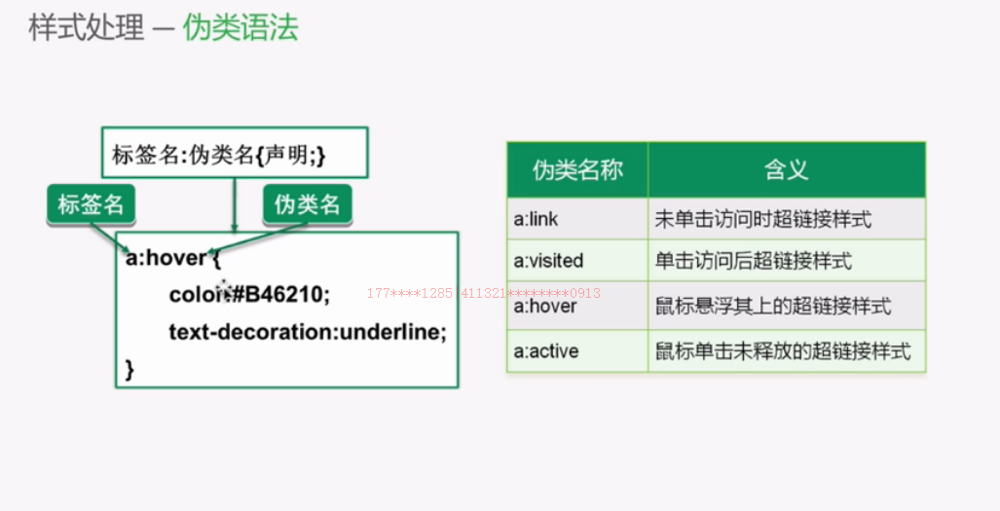 样式处理 — 伪类语法
标签名:伪类名{声明;}
标签名
伪类名
a:hover {
color:#B46210;
text-decoration:underline;
}
177****1285 411321********0913
伪类名称 含义
a:link 未单击访问时超链接样式
a:visited 单击访问后超链接样式
a:hover 鼠标悬浮其上的超链接样式
a:active 鼠标单击未释放的超链接样式